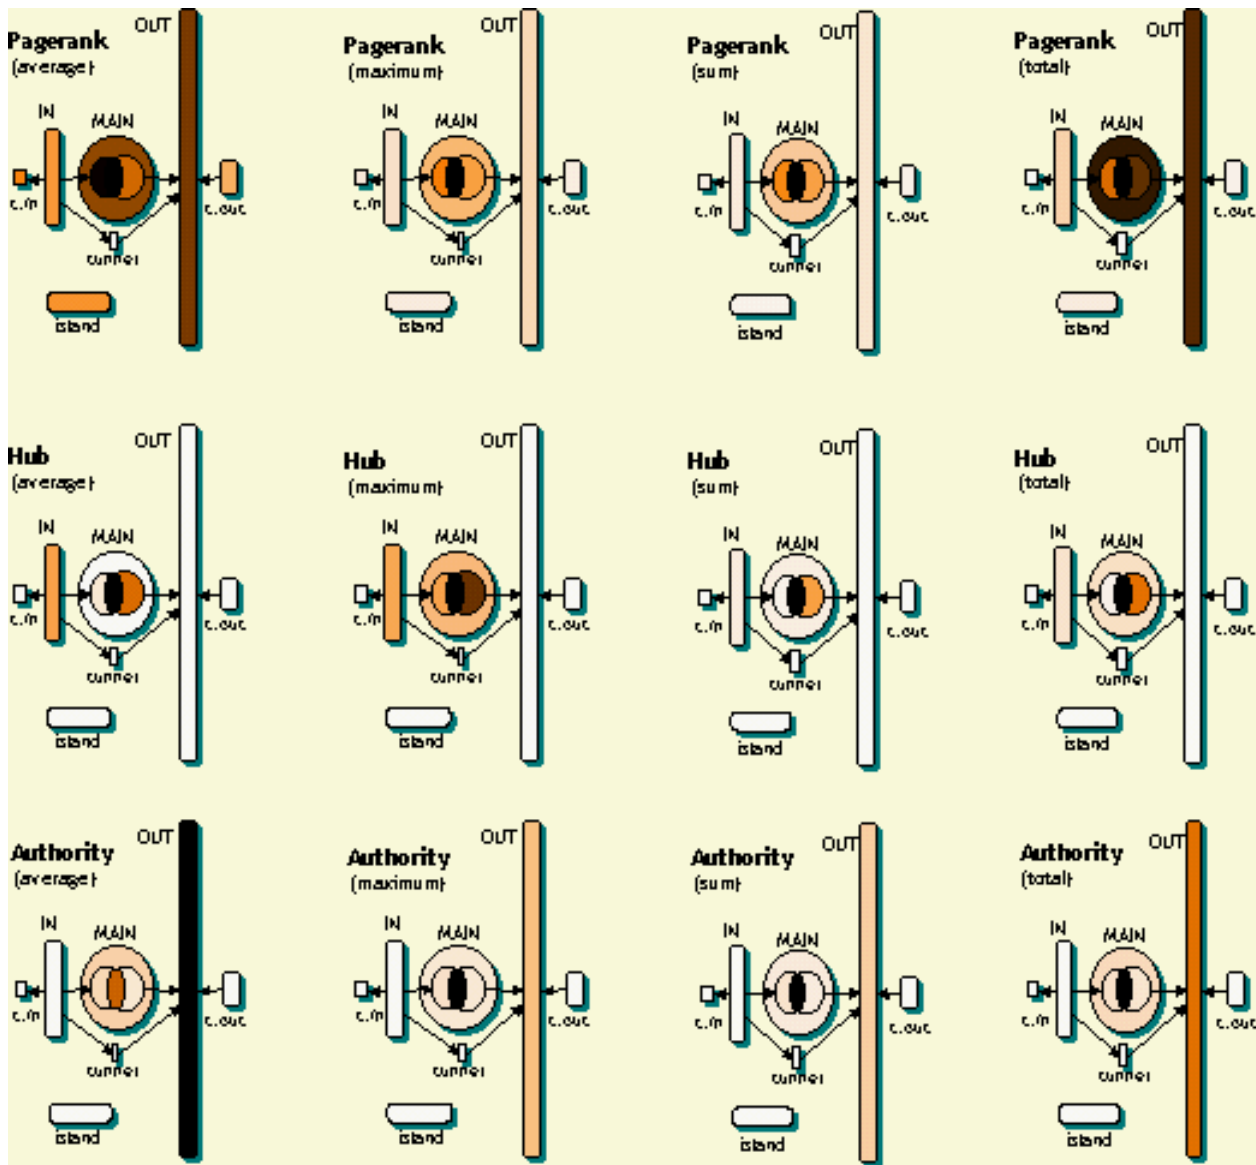 Pagerank
(average)
OUT
IN
MAIN
t.in
t.out
tunnel
island
Pagerank
(maximum)
OUT
IN
MAIN
t.in
t.out
tunnel
island
Pagerank
(sum)
OUT
IN
MAIN
t.in
t.out
tunnel
island
Pagerank
(total)
OUT
IN
MAIN
t.in
t.out
tunnel
island
Hub
(average)
OUT
IN
MAIN
t.in
t.out
tunnel
island
Hub
(maximum)
OUT
IN
MAIN
t.in
t.out
tunnel
island
Hub
(sum)
OUT
IN
MAIN
t.in
t.out
tunnel
island
Hub
(total)
OUT
IN
MAIN
t.in
t.out
tunnel
island
Authority
(average)
OUT
IN
MAIN
t.in
t.out
tunnel
island
Authority
(maximum)
OUT
IN
MAIN
t.in
t.out
tunnel
island
Authority
(sum)
OUT
IN
MAIN
t.in
t.out
tunnel
island
Authority
(total)
OUT
IN
MAIN
t.in
t.out
tunnel
island